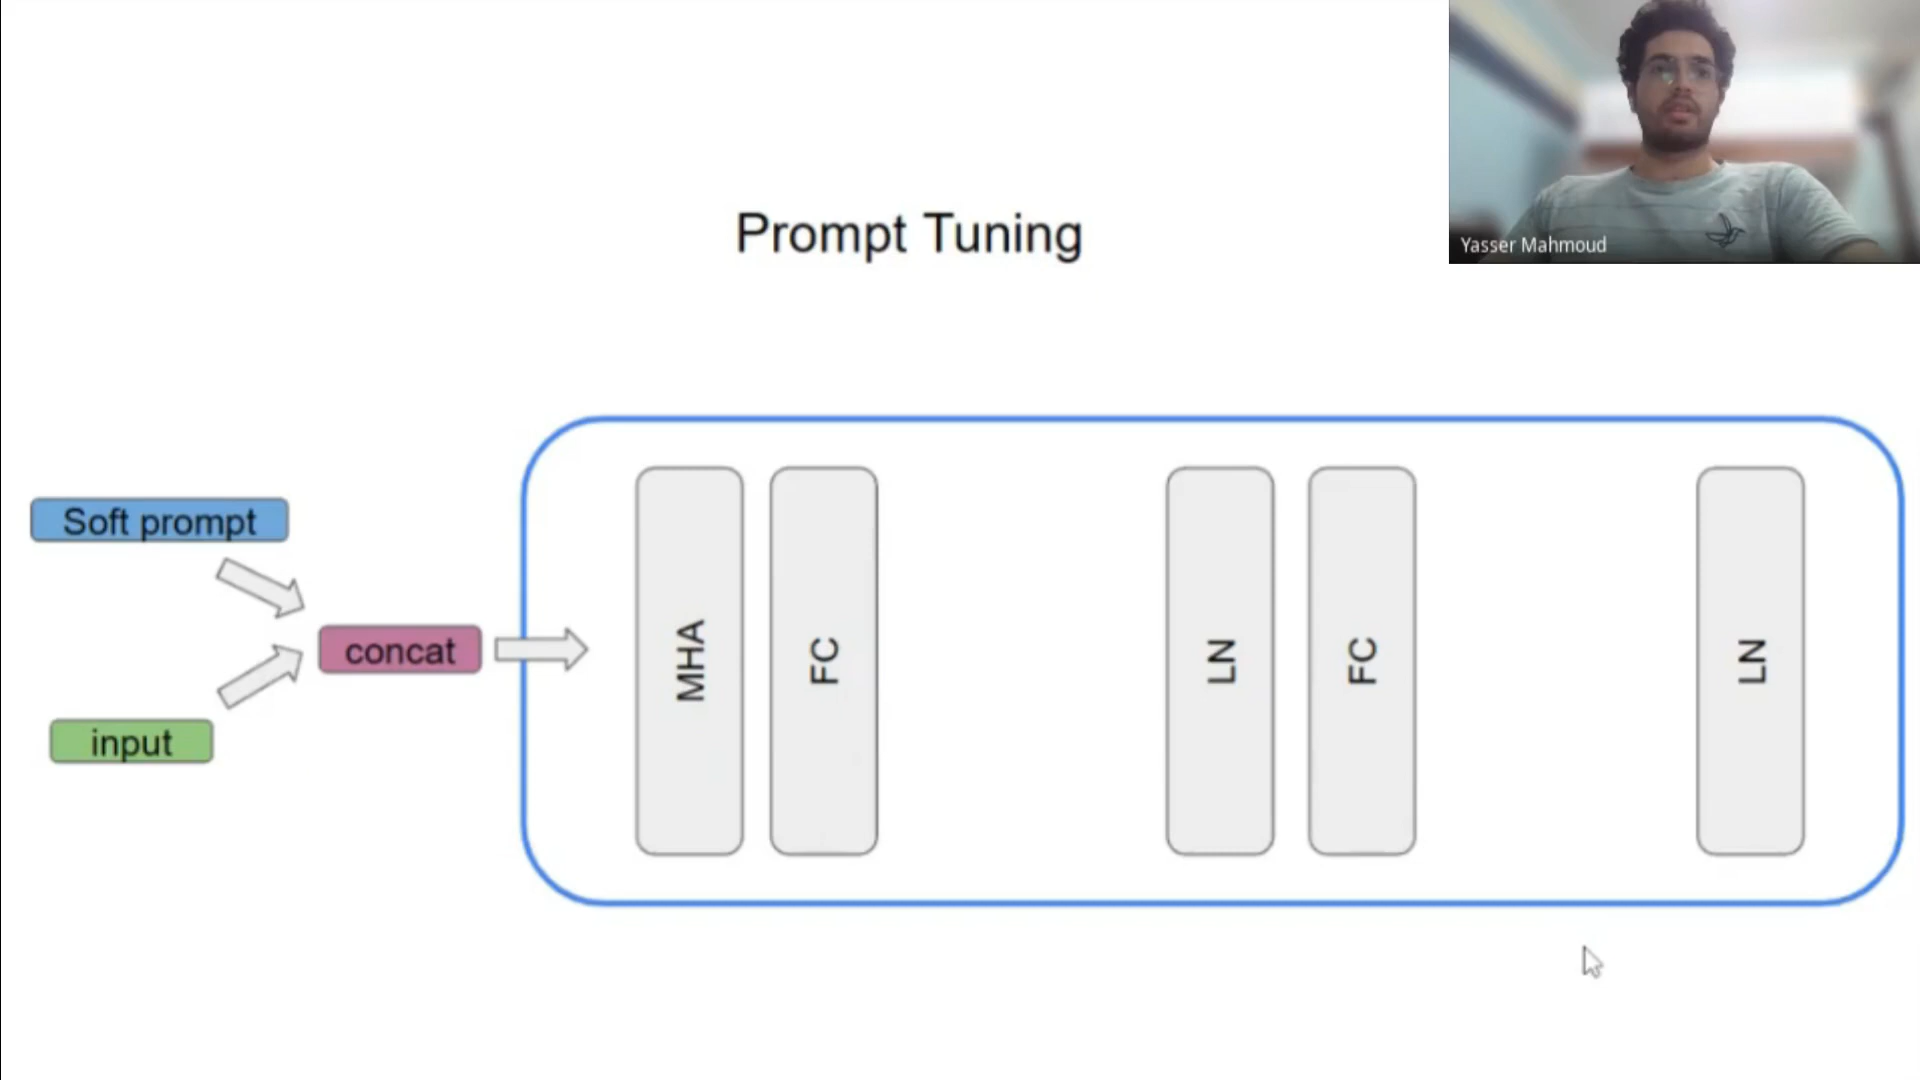 Yasser Mahmoud
Prompt Tuning
Soft prompt
concat
input
MHA
FC
LN
FC
LN